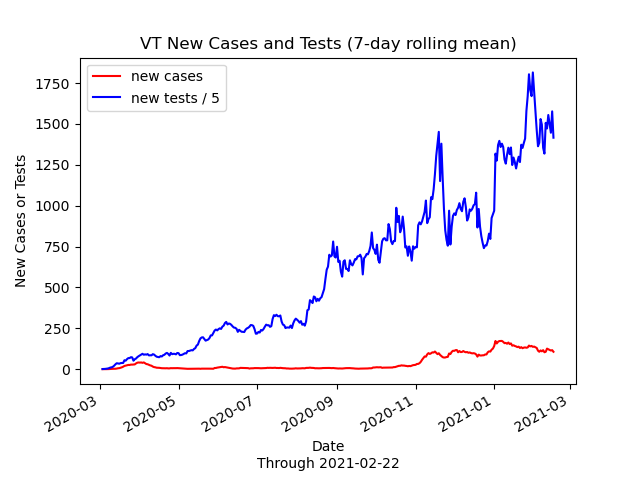 VT New Cases and Tests (7-day rolling mean)
new cases
new tests / 5
New Cases or Tests
1750
1500
1250
1000
750
500
250
0
2020-03
2020-05
2020-07
2020-09
2020-11
2021-01
2021-03
Date
Through 2021-02-22